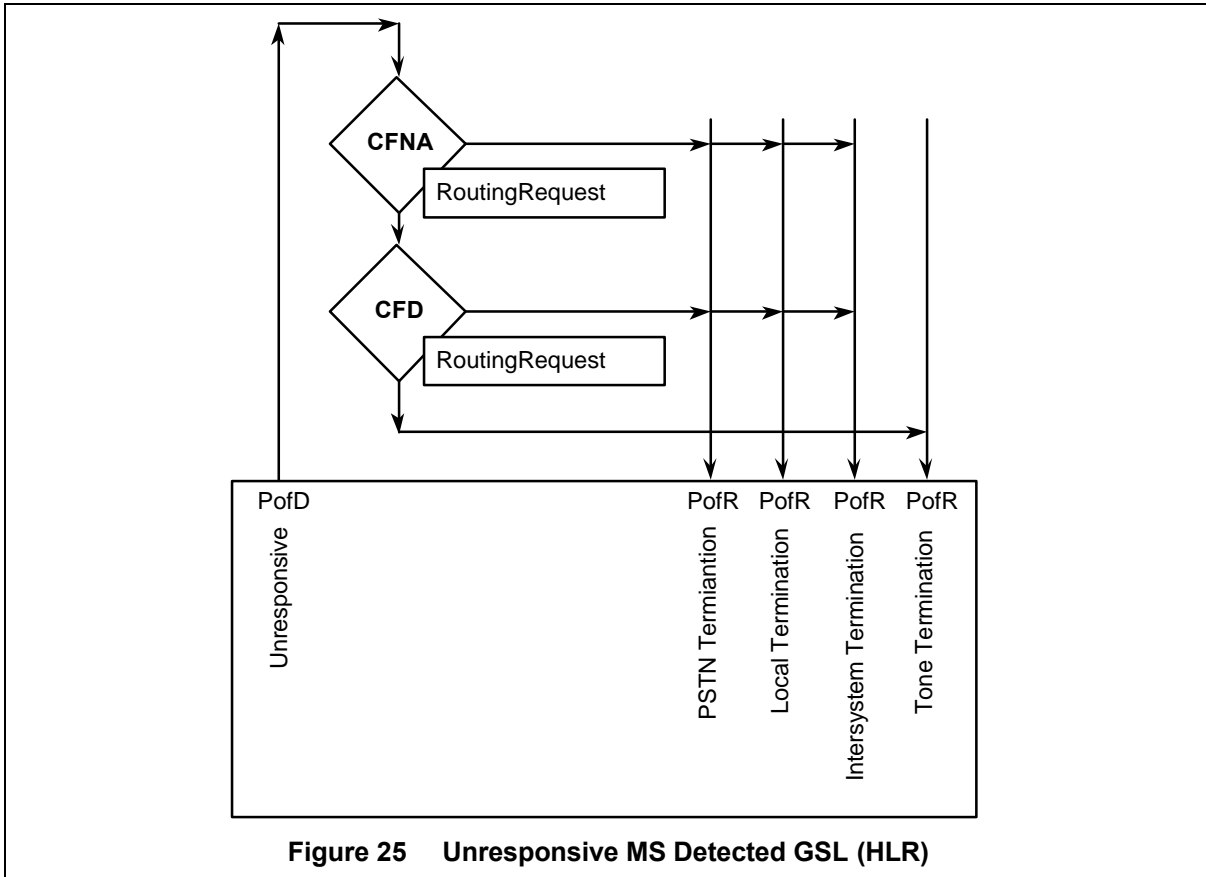 CFNA
RoutingRequest
CFD
RoutingRequest
PofD
PofR
PofR
PofR
PofR
Unresponsive
PSTN Termiantion
Local Termination
Intersystem Termination
Tone Termination
Figure 25 Unresponsive MS Detected GSL (HLR)